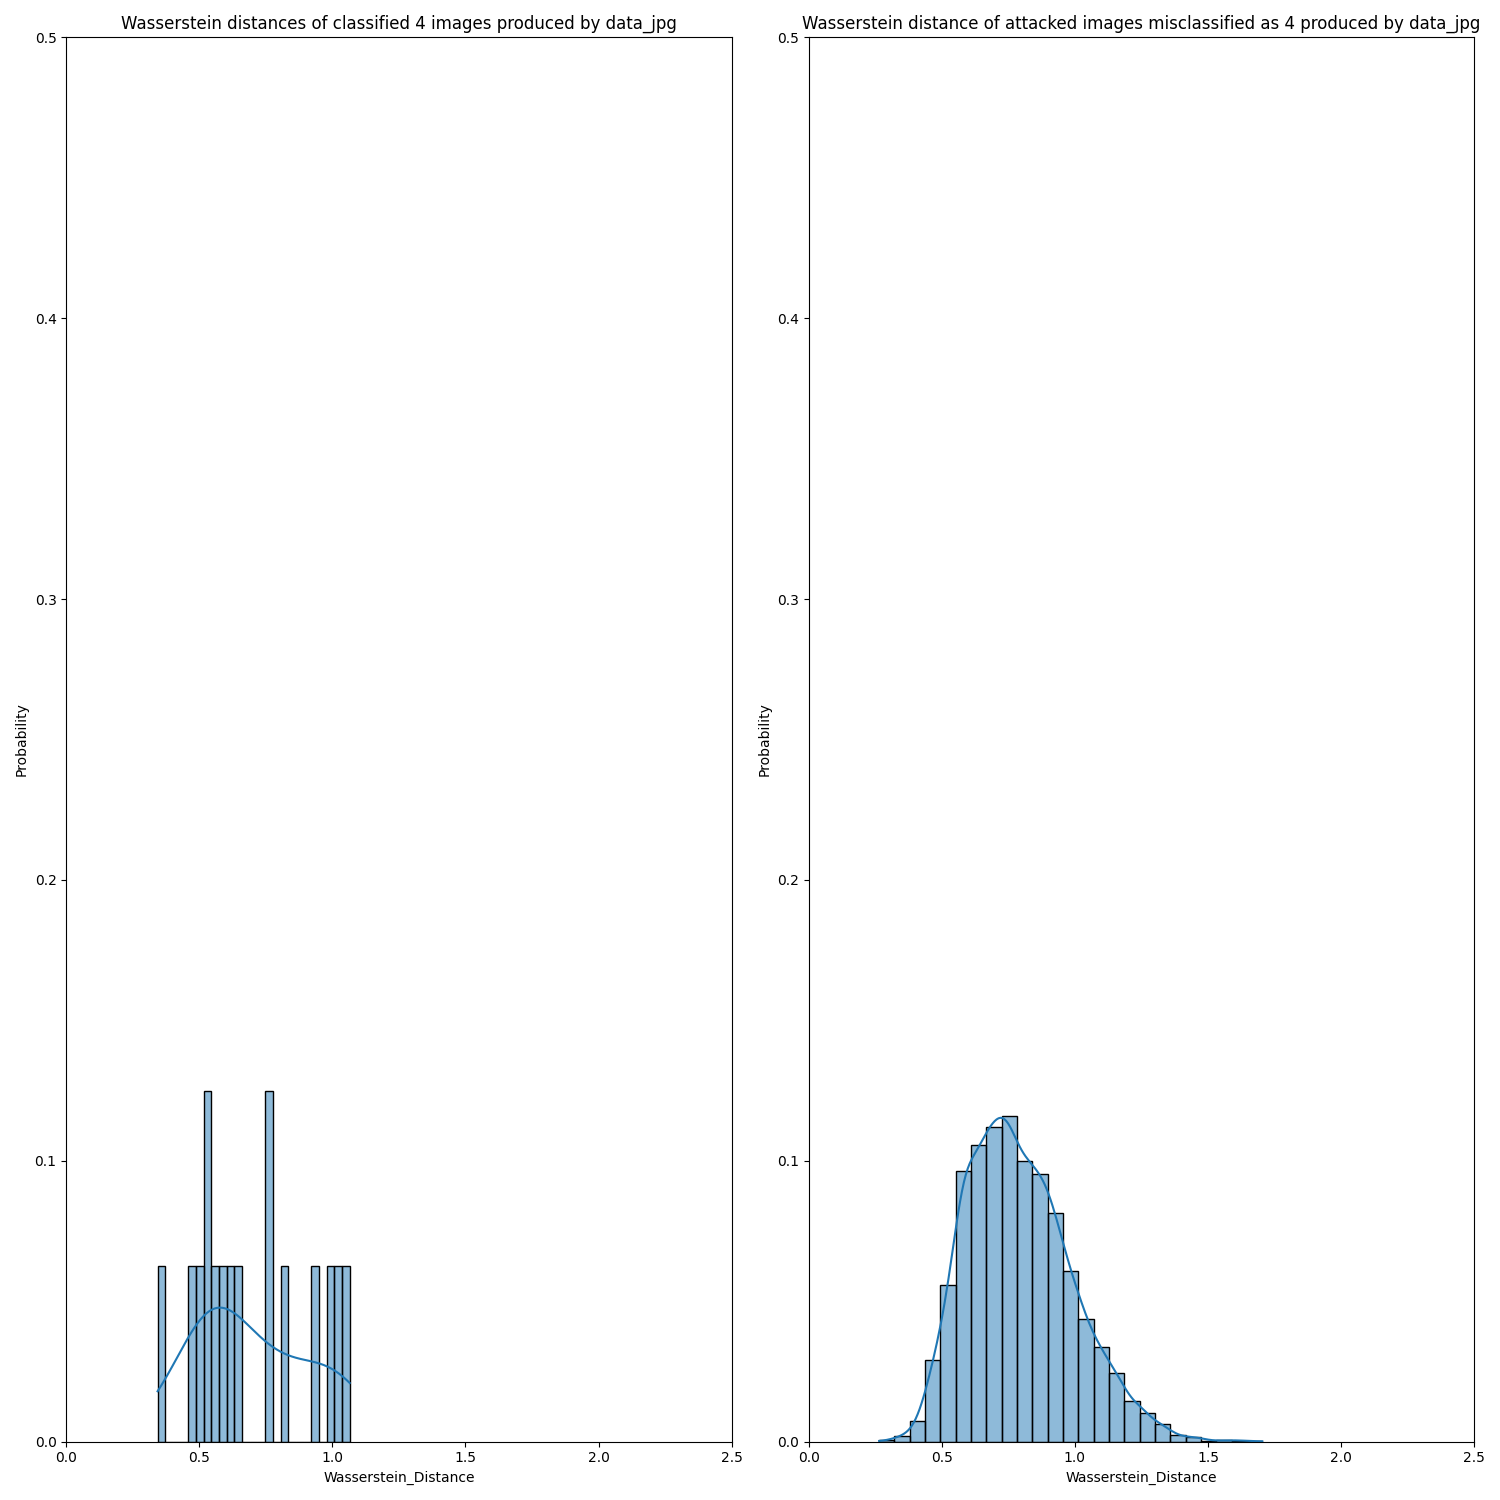 Wasserstein distances of classified 4 images produced by data_jpg
0.5
0.4
0.3
0.2
0.1
0.0
Probability
0.0 0.5 1.0 1.5 2.0 2.5
Wasserstein_Distance
Wasserstein distance of attacked images misclassified as 4 produced by data_jpg
0.5
0.4
0.3
0.2
0.1
0.0
Probability
0.0 0.5 1.0 1.5 2.0 2.5
Wasserstein_Distance